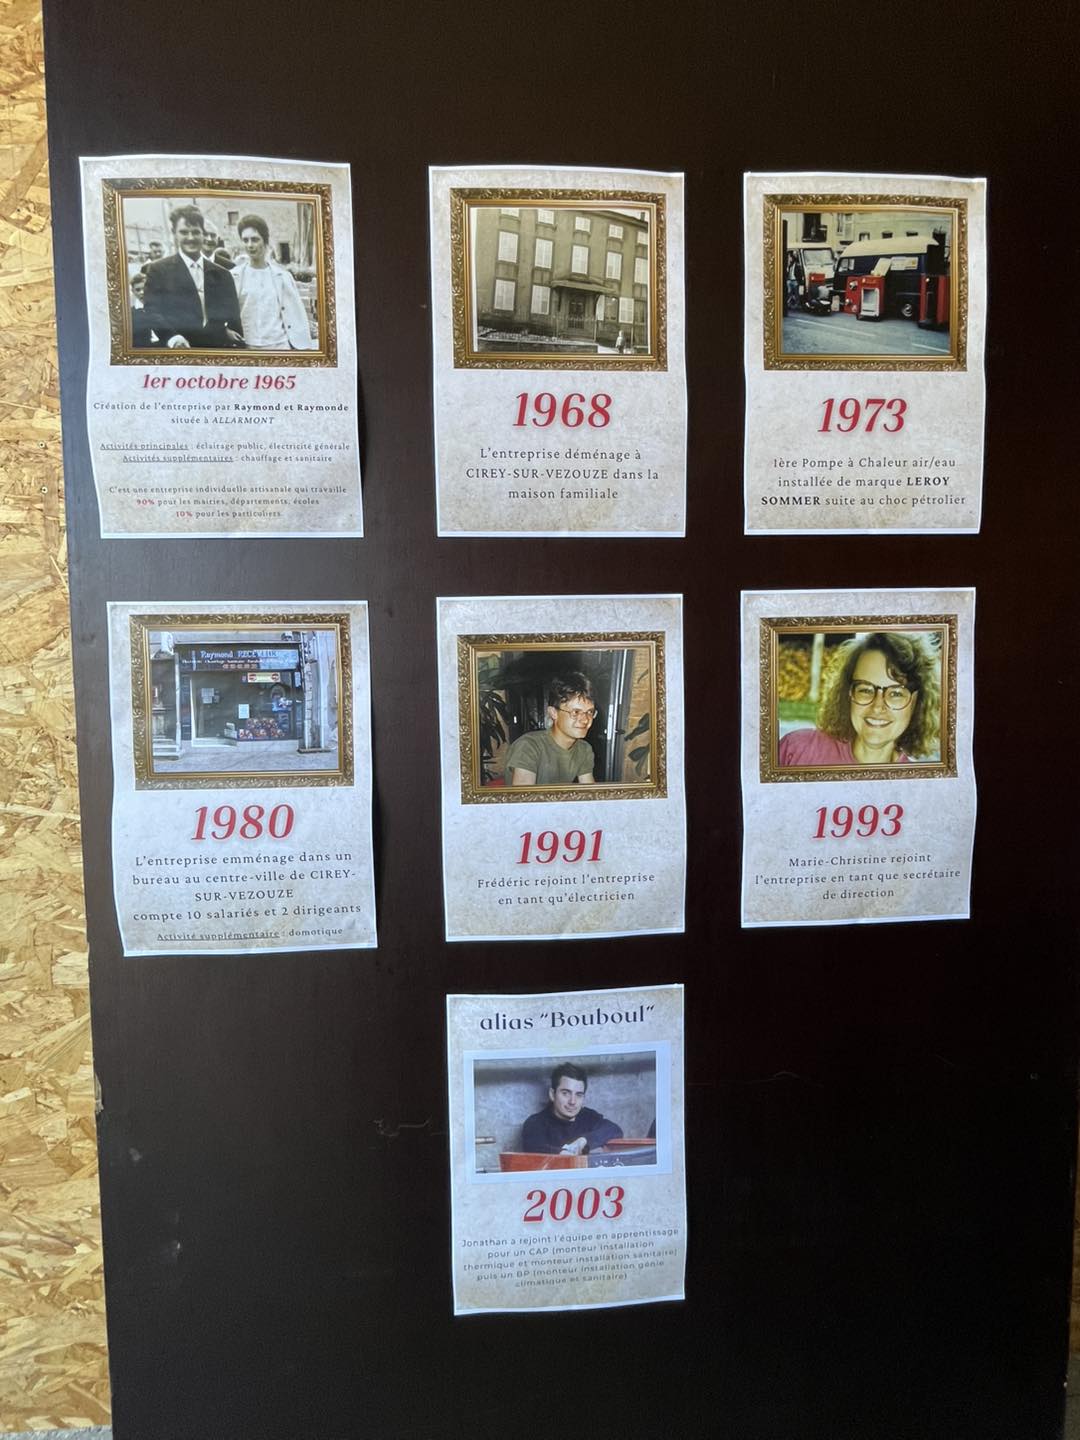 1er octobre 1965
Création de l'entreprise par Raymond et Raymonde
située à ALLARMONT
Activités principales : éclairage public, électricité générale
Activités supplémentaires : chauffage et sanitaire
C'est une entreprise individuelle artisanale qui travaille
90% pour les mairies, départements, écoles
10% pour les particuliers.
1968
L'entreprise déménage à
CIREY-SUR-VEZOUZE dans la
maison familiale
1973
1ère Pompe à Chaleur air/eau
installée de marque LEROY
SOMMER suite au choc pétrolier
Raymond
1980
L'entreprise emménage dans un
bureau au centre-ville de CIREY-
SUR-VEZOUZE
compte 10 salariés et 2 dirigeants
Activité supplémentaire : domotique
1991
Frédéric rejoint l'entreprise
en tant qu'électricien
1993
Marie-Christine rejoint
l'entreprise en tant que secrétaire
de direction
alias "Bouboul"
2003
Jonathan a rejoint l'équipe en apprentissage
pour un CAP (monteur installation
thermique et monteur installation sanitaire)
puis un BP (monteur installation génie
climatique et sanitaire)